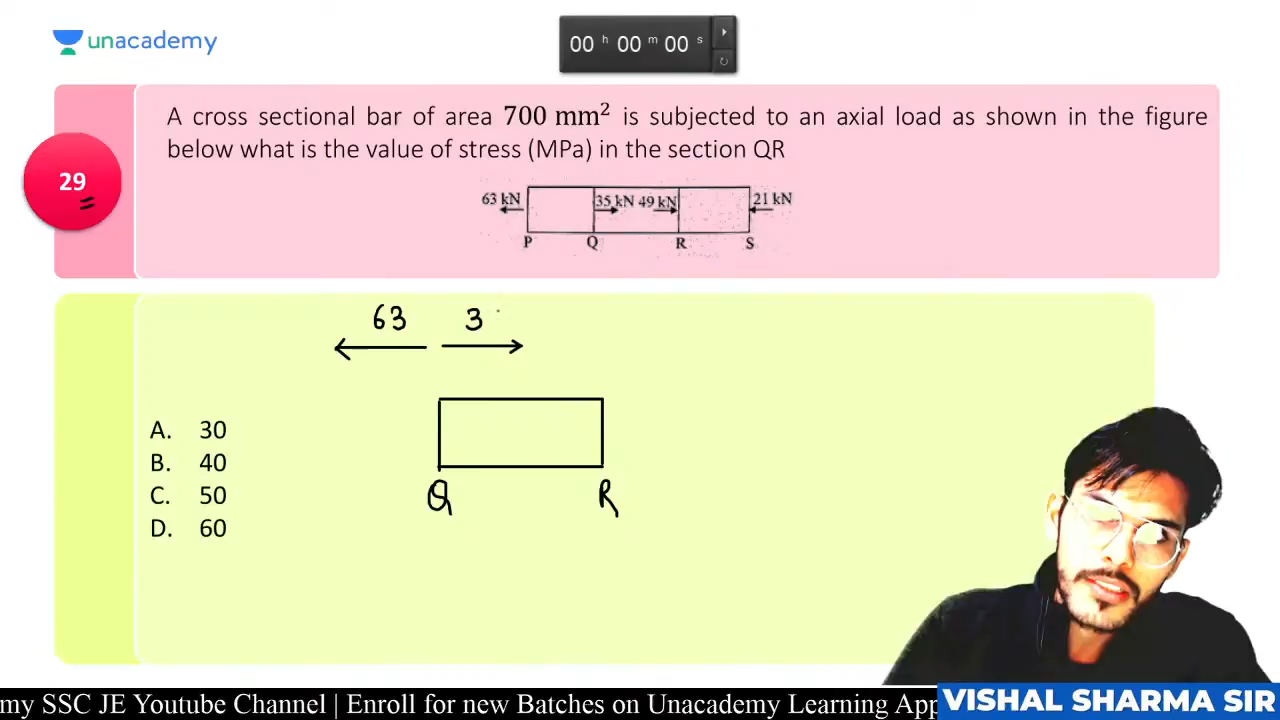 unacademy
00 h 00 m 00 s
29
A cross sectional bar of area 700 mm² is subjected to an axial load as shown in the figure
below what is the value of stress (MPa) in the section QR
63 kN 35 kN 49 kN 21 kN
P Q R S
63 3
A. 30
B. 40
C. 50
D. 60
Q R
my SSC JE Youtube Channel | Enroll for new Batches on Unacademy Learning App
VISHAL SHARMA SIR